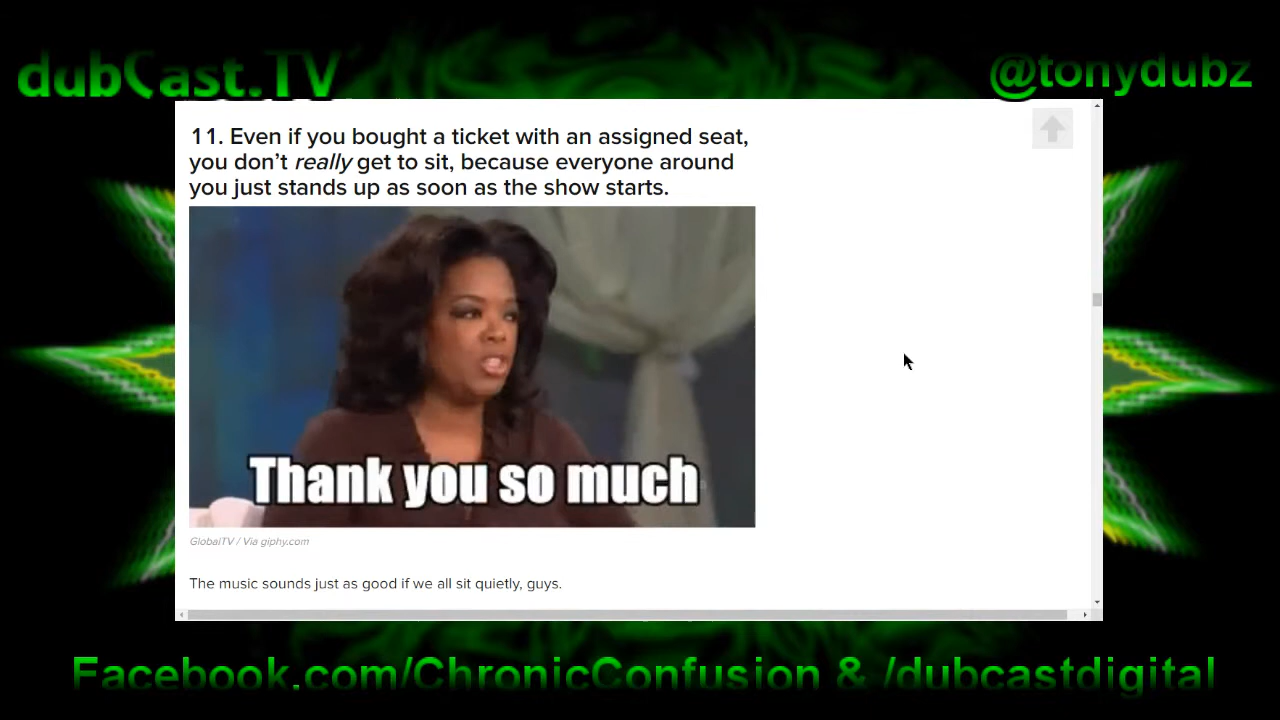 dubCast.TV
@tonydubz
11. Even if you bought a ticket with an assigned seat,
you don't really get to sit, because everyone around
you just stands up as soon as the show starts.
Thank you so much
GlobalTV / Via giphy.com
The music sounds just as good if we all sit quietly, guys.
Facebook.com/ChronicConfusion & /dubcastdigital